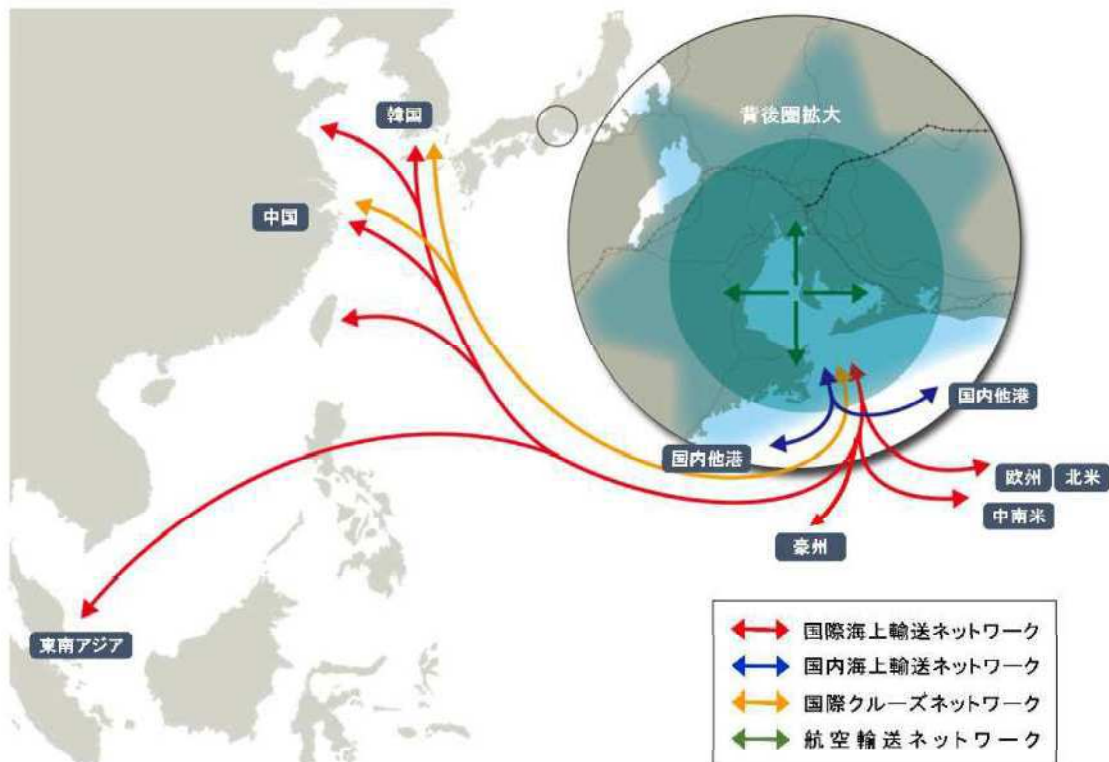 背後圏拡大
韓国
中国
国内他港
国内他港
欧州 北米
中南米
豪州
東南アジア
国際海上輸送ネットワーク
国内海上輸送ネットワーク
国際クルーズネットワーク
航空輸送ネットワーク